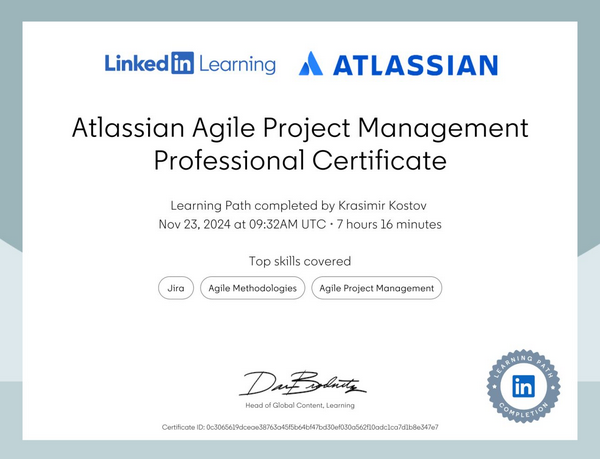 Linked in Learning
ATLASSIAN
Atlassian Agile Project Management
Professional Certificate
Learning Path completed by Krasimir Kostov
Nov 23, 2024 at 09:32AM UTC • 7 hours 16 minutes
Top skills covered
Jira
Agile Methodologies
Agile Project Management
Head of Global Content, Learning
LEARNING PATH
in
COMPLETION
Certificate ID: 0c3065619dceae38763a45f5b64bf47bd30ef030a562f10adc1ca7d1b8e347e7